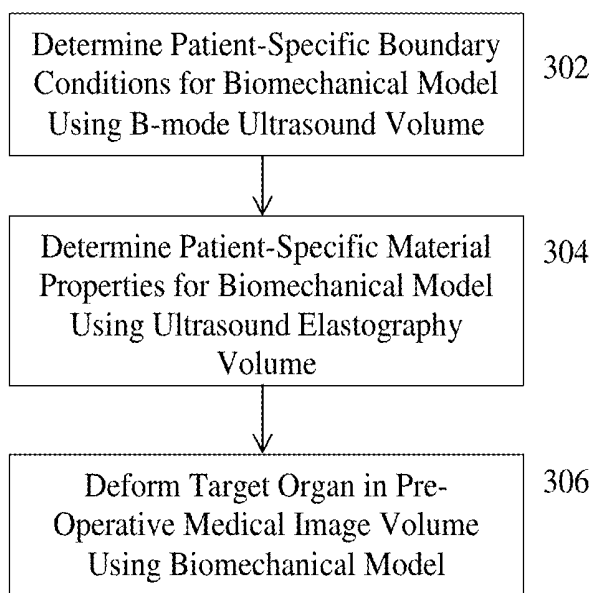 Determine Patient-Specific Boundary
Conditions for Biomechanical Model
Using B-mode Ultrasound Volume
302
Determine Patient-Specific Material
Properties for Biomechanical Model
Using Ultrasound Elastography
Volume
304
Deform Target Organ in Pre-
Operative Medical Image Volume
Using Biomechanical Model
306